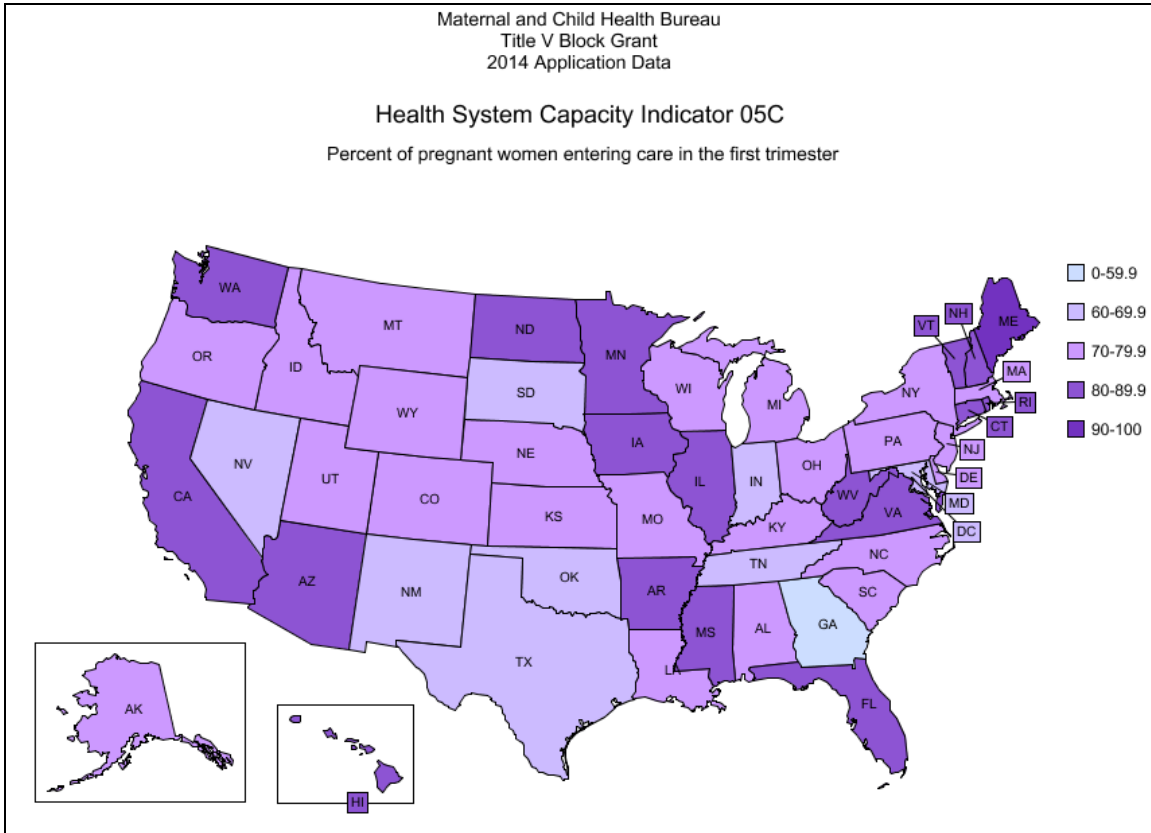 Maternal and Child Health Bureau
Title V Block Grant
2014 Application Data
Health System Capacity Indicator 05C
Percent of pregnant women entering care in the first trimester
0-59.9
60-69.9
70-79.9
80-89.9
90-100
WA
MT
ND
MN
VT
NH
ME
OR
ID
SD
WI
MI
NY
MA
RI
CT
WY
IA
NE
PA
NJ
NV
UT
CO
IL
IN
OH
DE
CA
KS
MO
WV
VA
MD
KY
DC
AZ
NM
OK
TN
NC
AR
SC
MS
AL
GA
TX
LA
FL
AK
HI